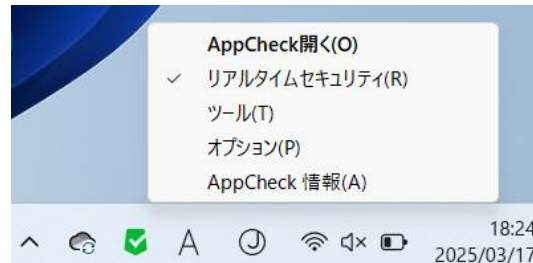 AppCheck開く(O)
リアルタイムセキュリティ(R)
ツール(T)
オプション(P)
AppCheck 情報(A)
A
J
18:24
2025/03/17